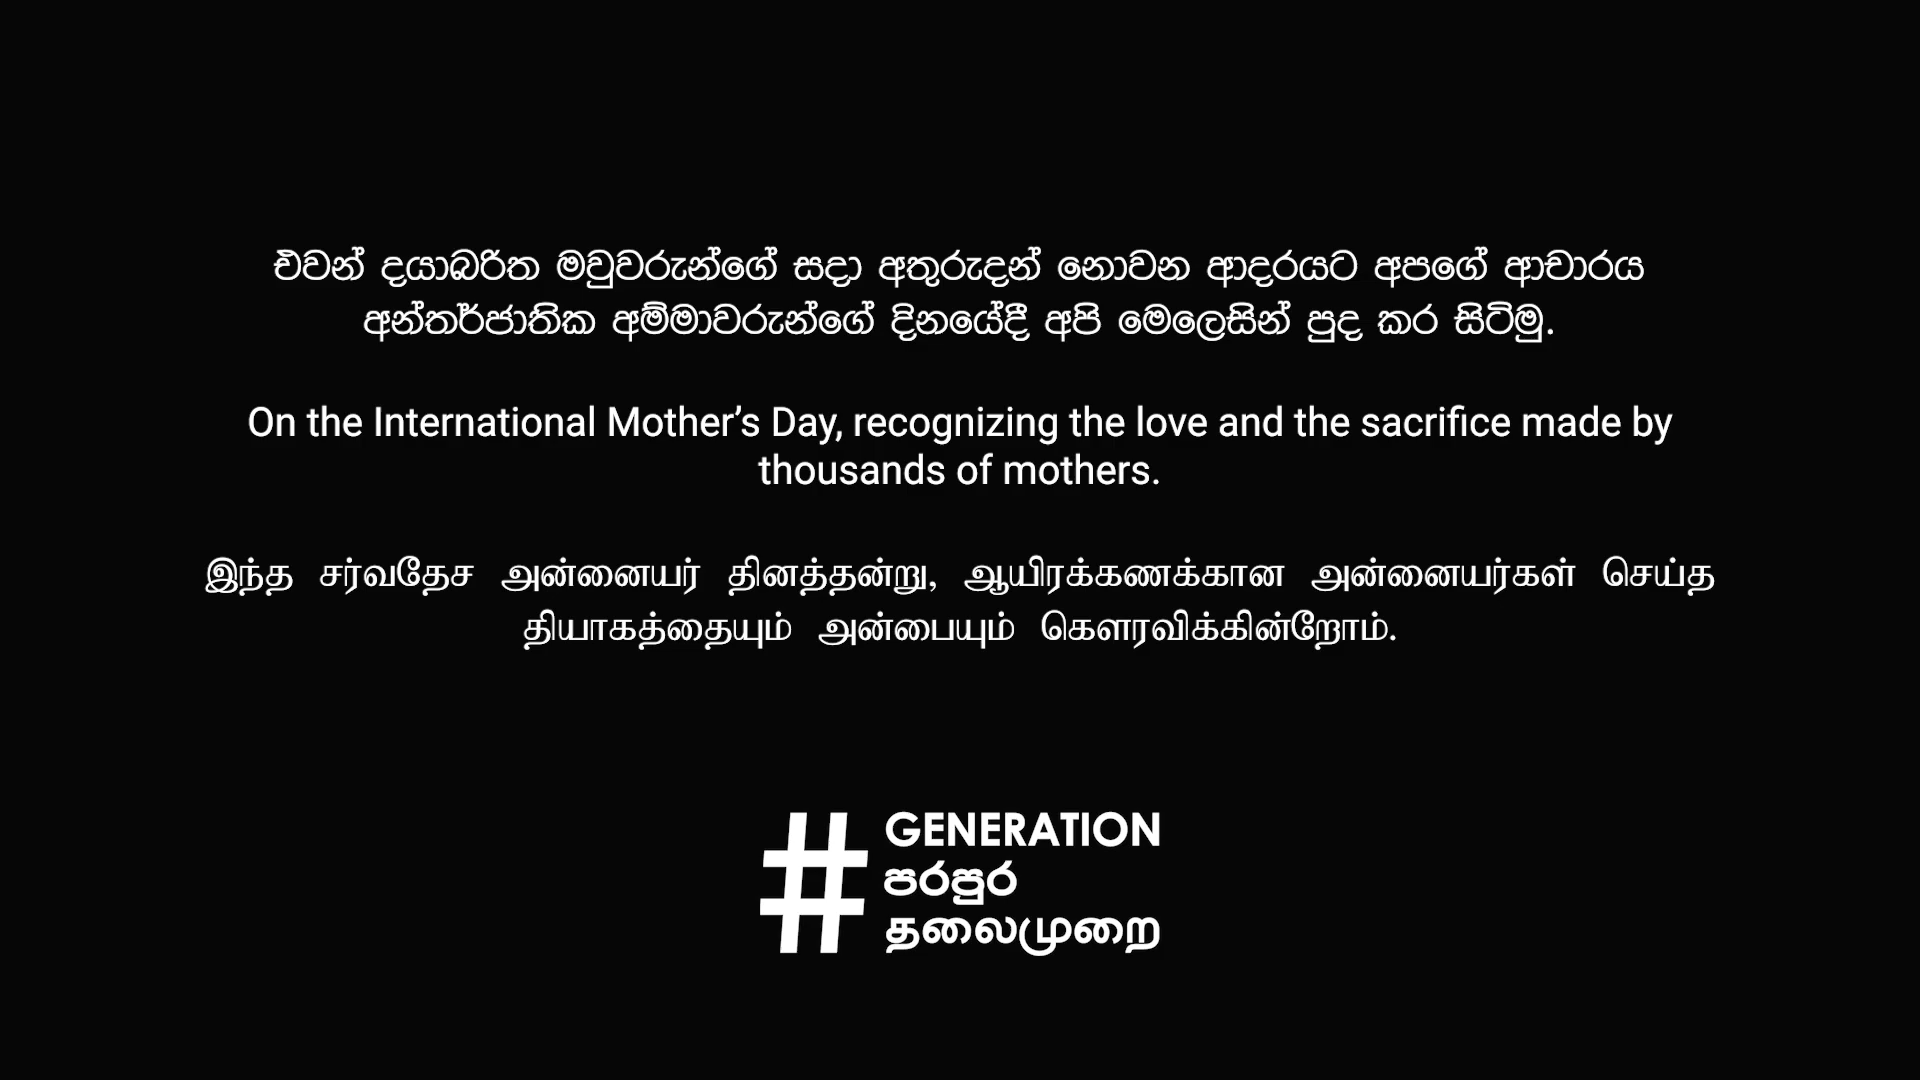 එවන් දයාබරිත මවුවරුන්ගේ සදා අතුරුදන් නොවන ආදරයට අපගේ ආචාරය
අන්තර්ජාතික අම්මාවරුන්ගේ දිනයේදී අපි මෙලෙසින් පුද කර සිටිමු.
On the International Mother’s Day, recognizing the love and the sacrifice made by
thousands of mothers.
இந்த சர்வதேச அன்னையர் தினத்தன்று, ஆயிரக்கணக்கான அன்னையர்கள் செய்த
தியாகத்தையும் அன்பையும் கௌரவிக்கின்றோம்.
# GENERATION
පරපුර
தலைமுறை